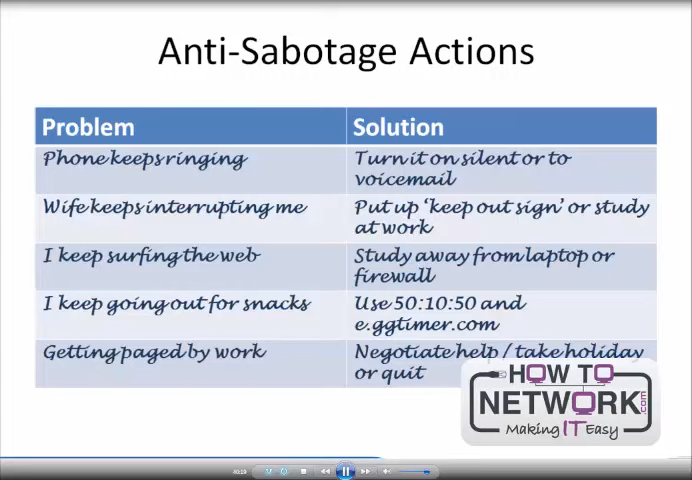 Anti-Sabotage Actions
Problem
Solution
Phone keeps ringing
Turn it on silent or to
voicemail
Wife keeps interrupting me
Put up ‘keep out sign’ or study
at work
I keep surfing the web
Study away from laptop or
firewall
I keep going out for snacks
Use 50:10:50 and
e.ggtimer.com
Getting paged by work
Negotiate help / take holiday
or quit
HOW TO
NETWORK.com
Making IT Easy